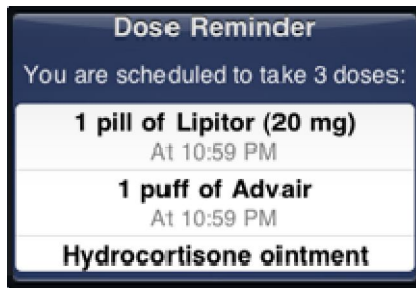 Dose Reminder
You are scheduled to take 3 doses:
1 pill of Lipitor (20 mg)
At 10:59 PM
1 puff of Advair
At 10:59 PM
Hydrocortisone ointment